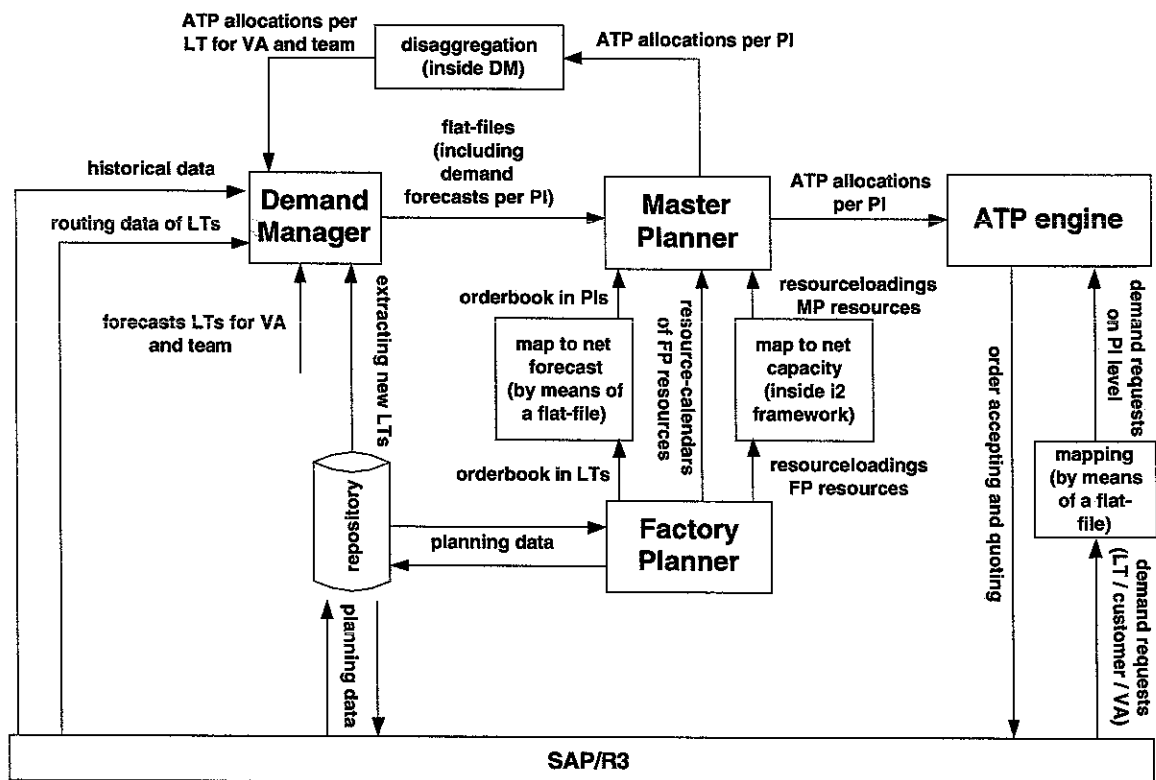 ATP allocations per
LT for VA and team
disaggregation
(inside DM)
ATP allocations per PI
flat-files
(including
demand
forecasts per PI)
historical data
routing data of LTs
Demand
Manager
Master
Planner
ATP allocations
per PI
ATP engine
forecasts LTs for VA
and team
extracting new LTs
orderbook in PIs
resource-calendars
of FP resources
resourceloadings
MP resources
map to net
forecast
(by means of
a flat-file)
map to net
capacity
(inside i2
framework)
order accepting and quoting
demand requests
on PI level
orderbook in LTs
resourceloadings
FP resources
mapping
(by means
of a flat-
file)
repository
planning data
Factory
Planner
planning data
demand requests
(LT / customer / VA)
SAP/R3